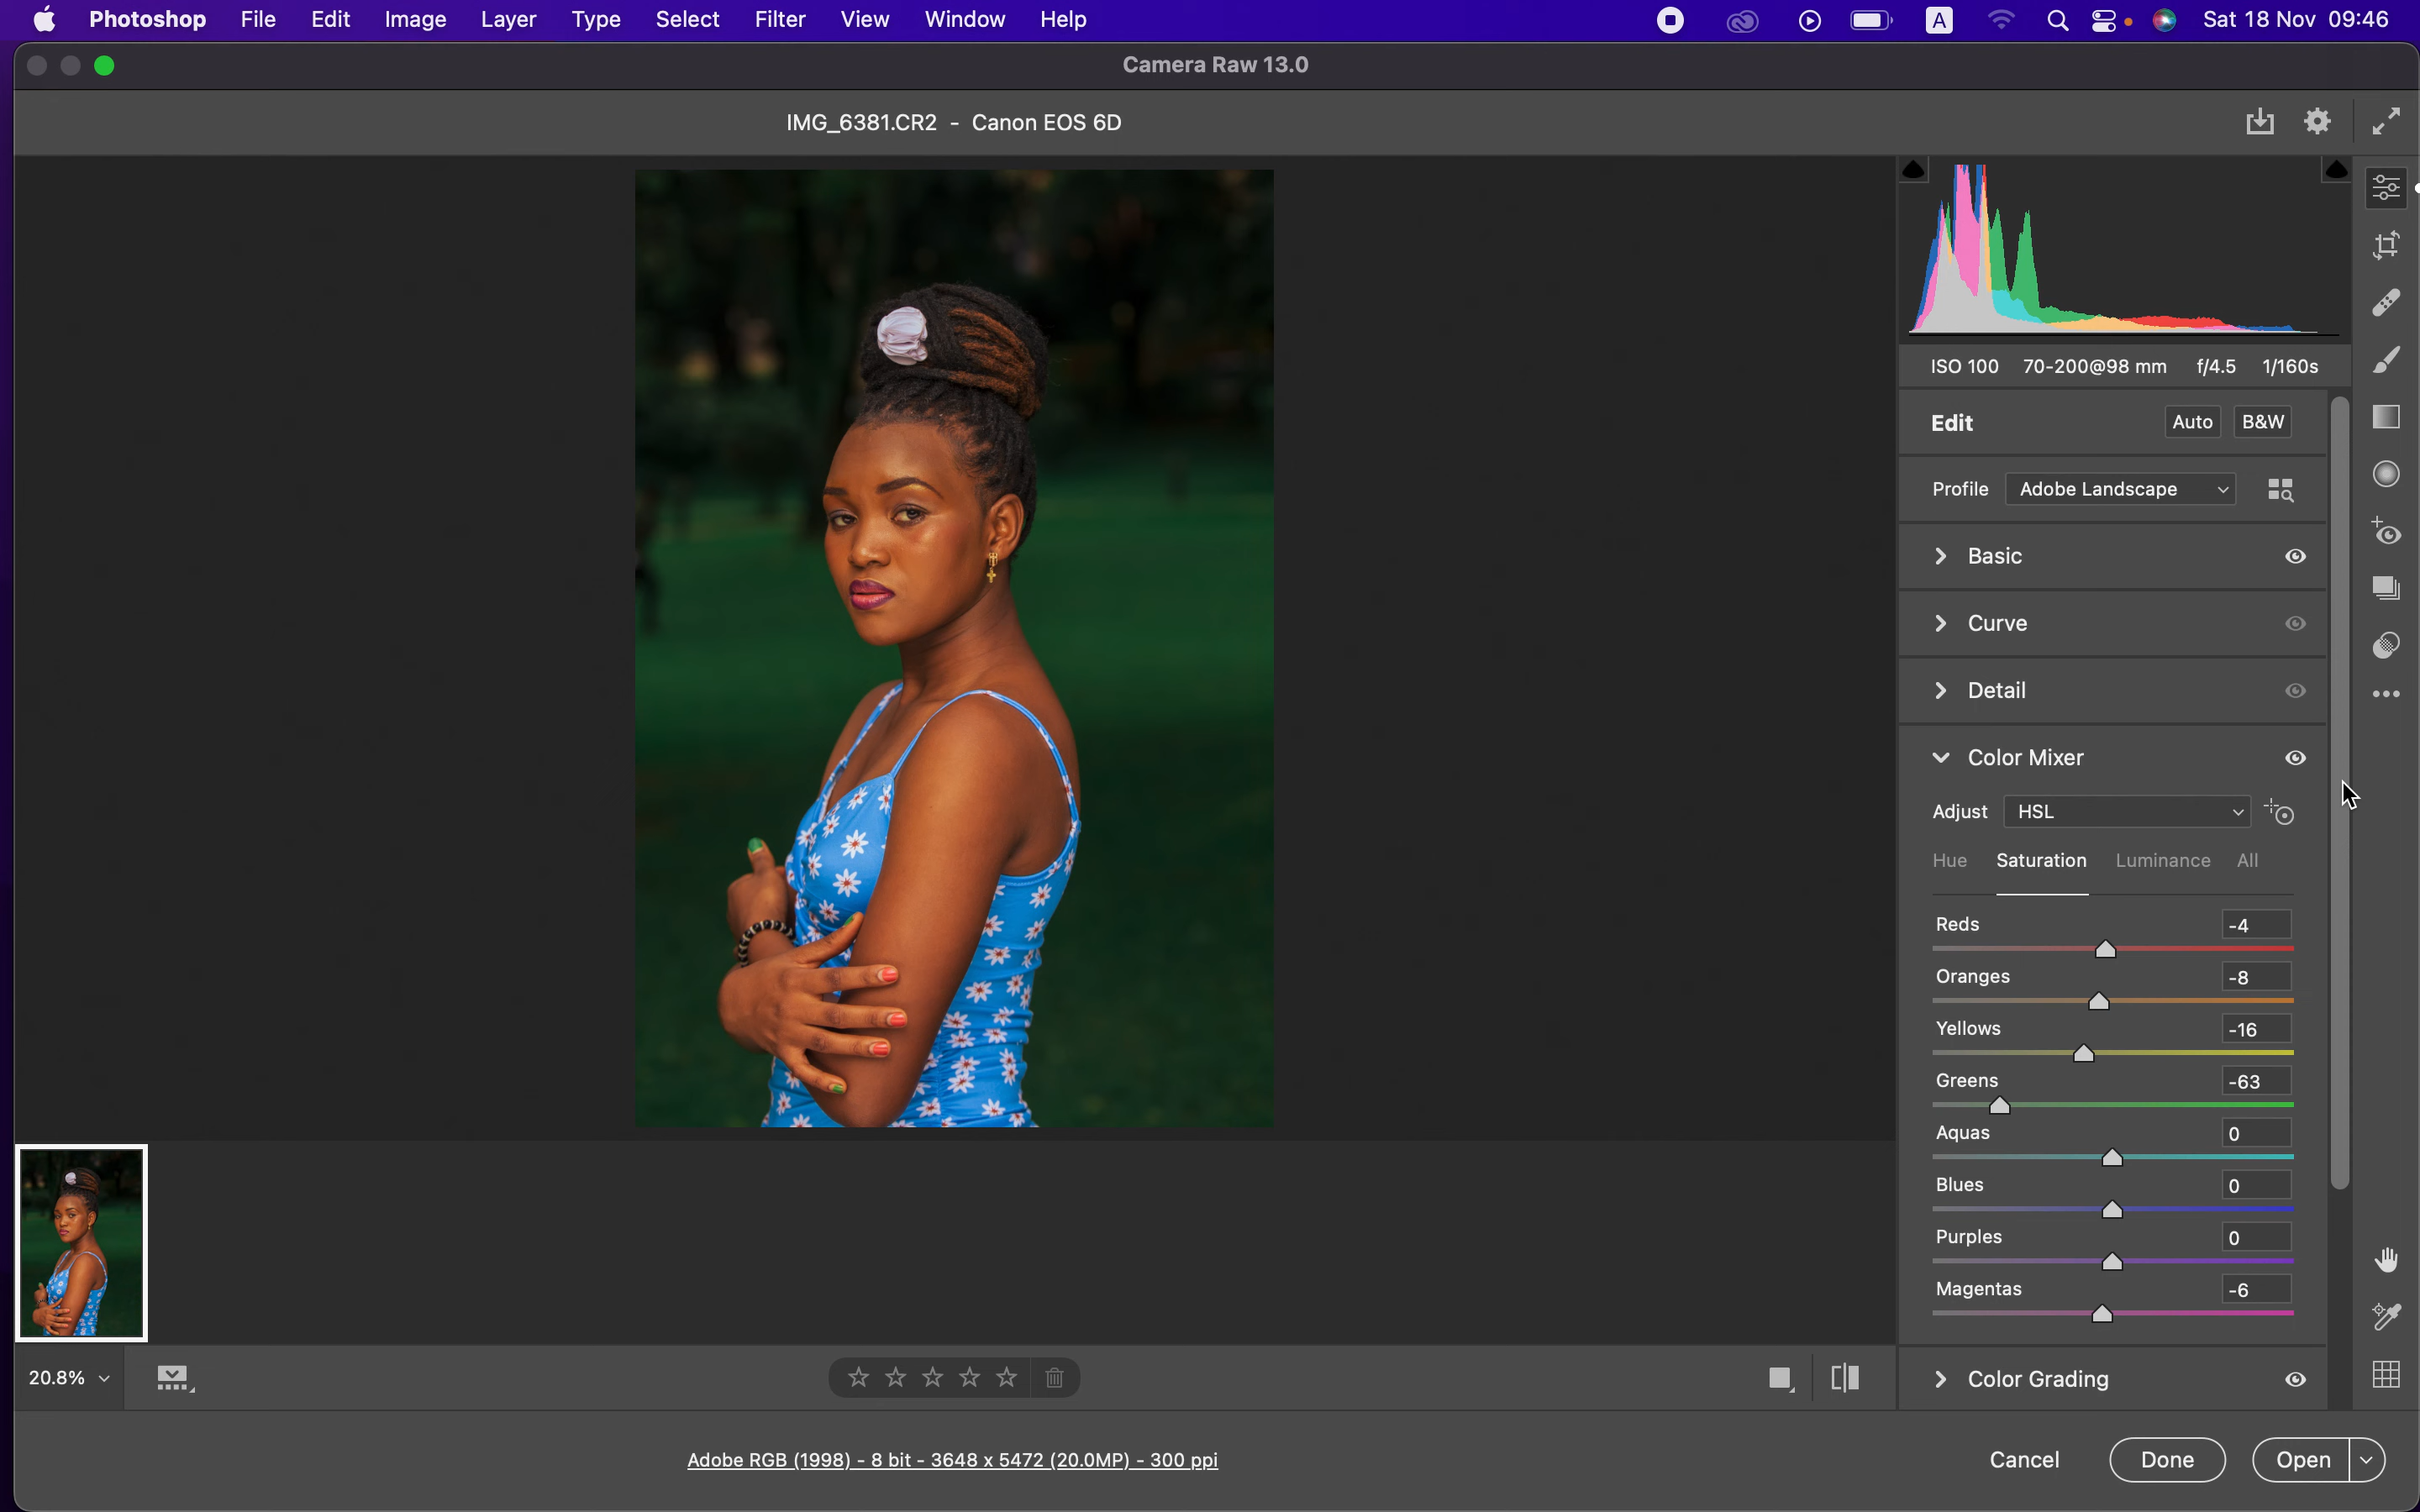 Photoshop File Edit Image Layer Type Select Filter View Window Help A Sat 18 Nov 09:46
Camera Raw 13.0
IMG_6381.CR2 - Canon EOS 6D
ISO 100 70-200@98 mm f/4.5 1/160s
Edit Auto B&W
Profile Adobe Landscape
Basic
Curve
Detail
Color Mixer
Adjust HSL
Hue Saturation Luminance All
Reds -4
Oranges -8
Yellows -16
Greens -63
Aquas 0
Blues 0
Purples 0
Magentas -6
20.8%
Color Grading
Adobe RGB (1998) - 8 bit - 3648 x 5472 (20.0MP) - 300 ppi
Cancel Done Open